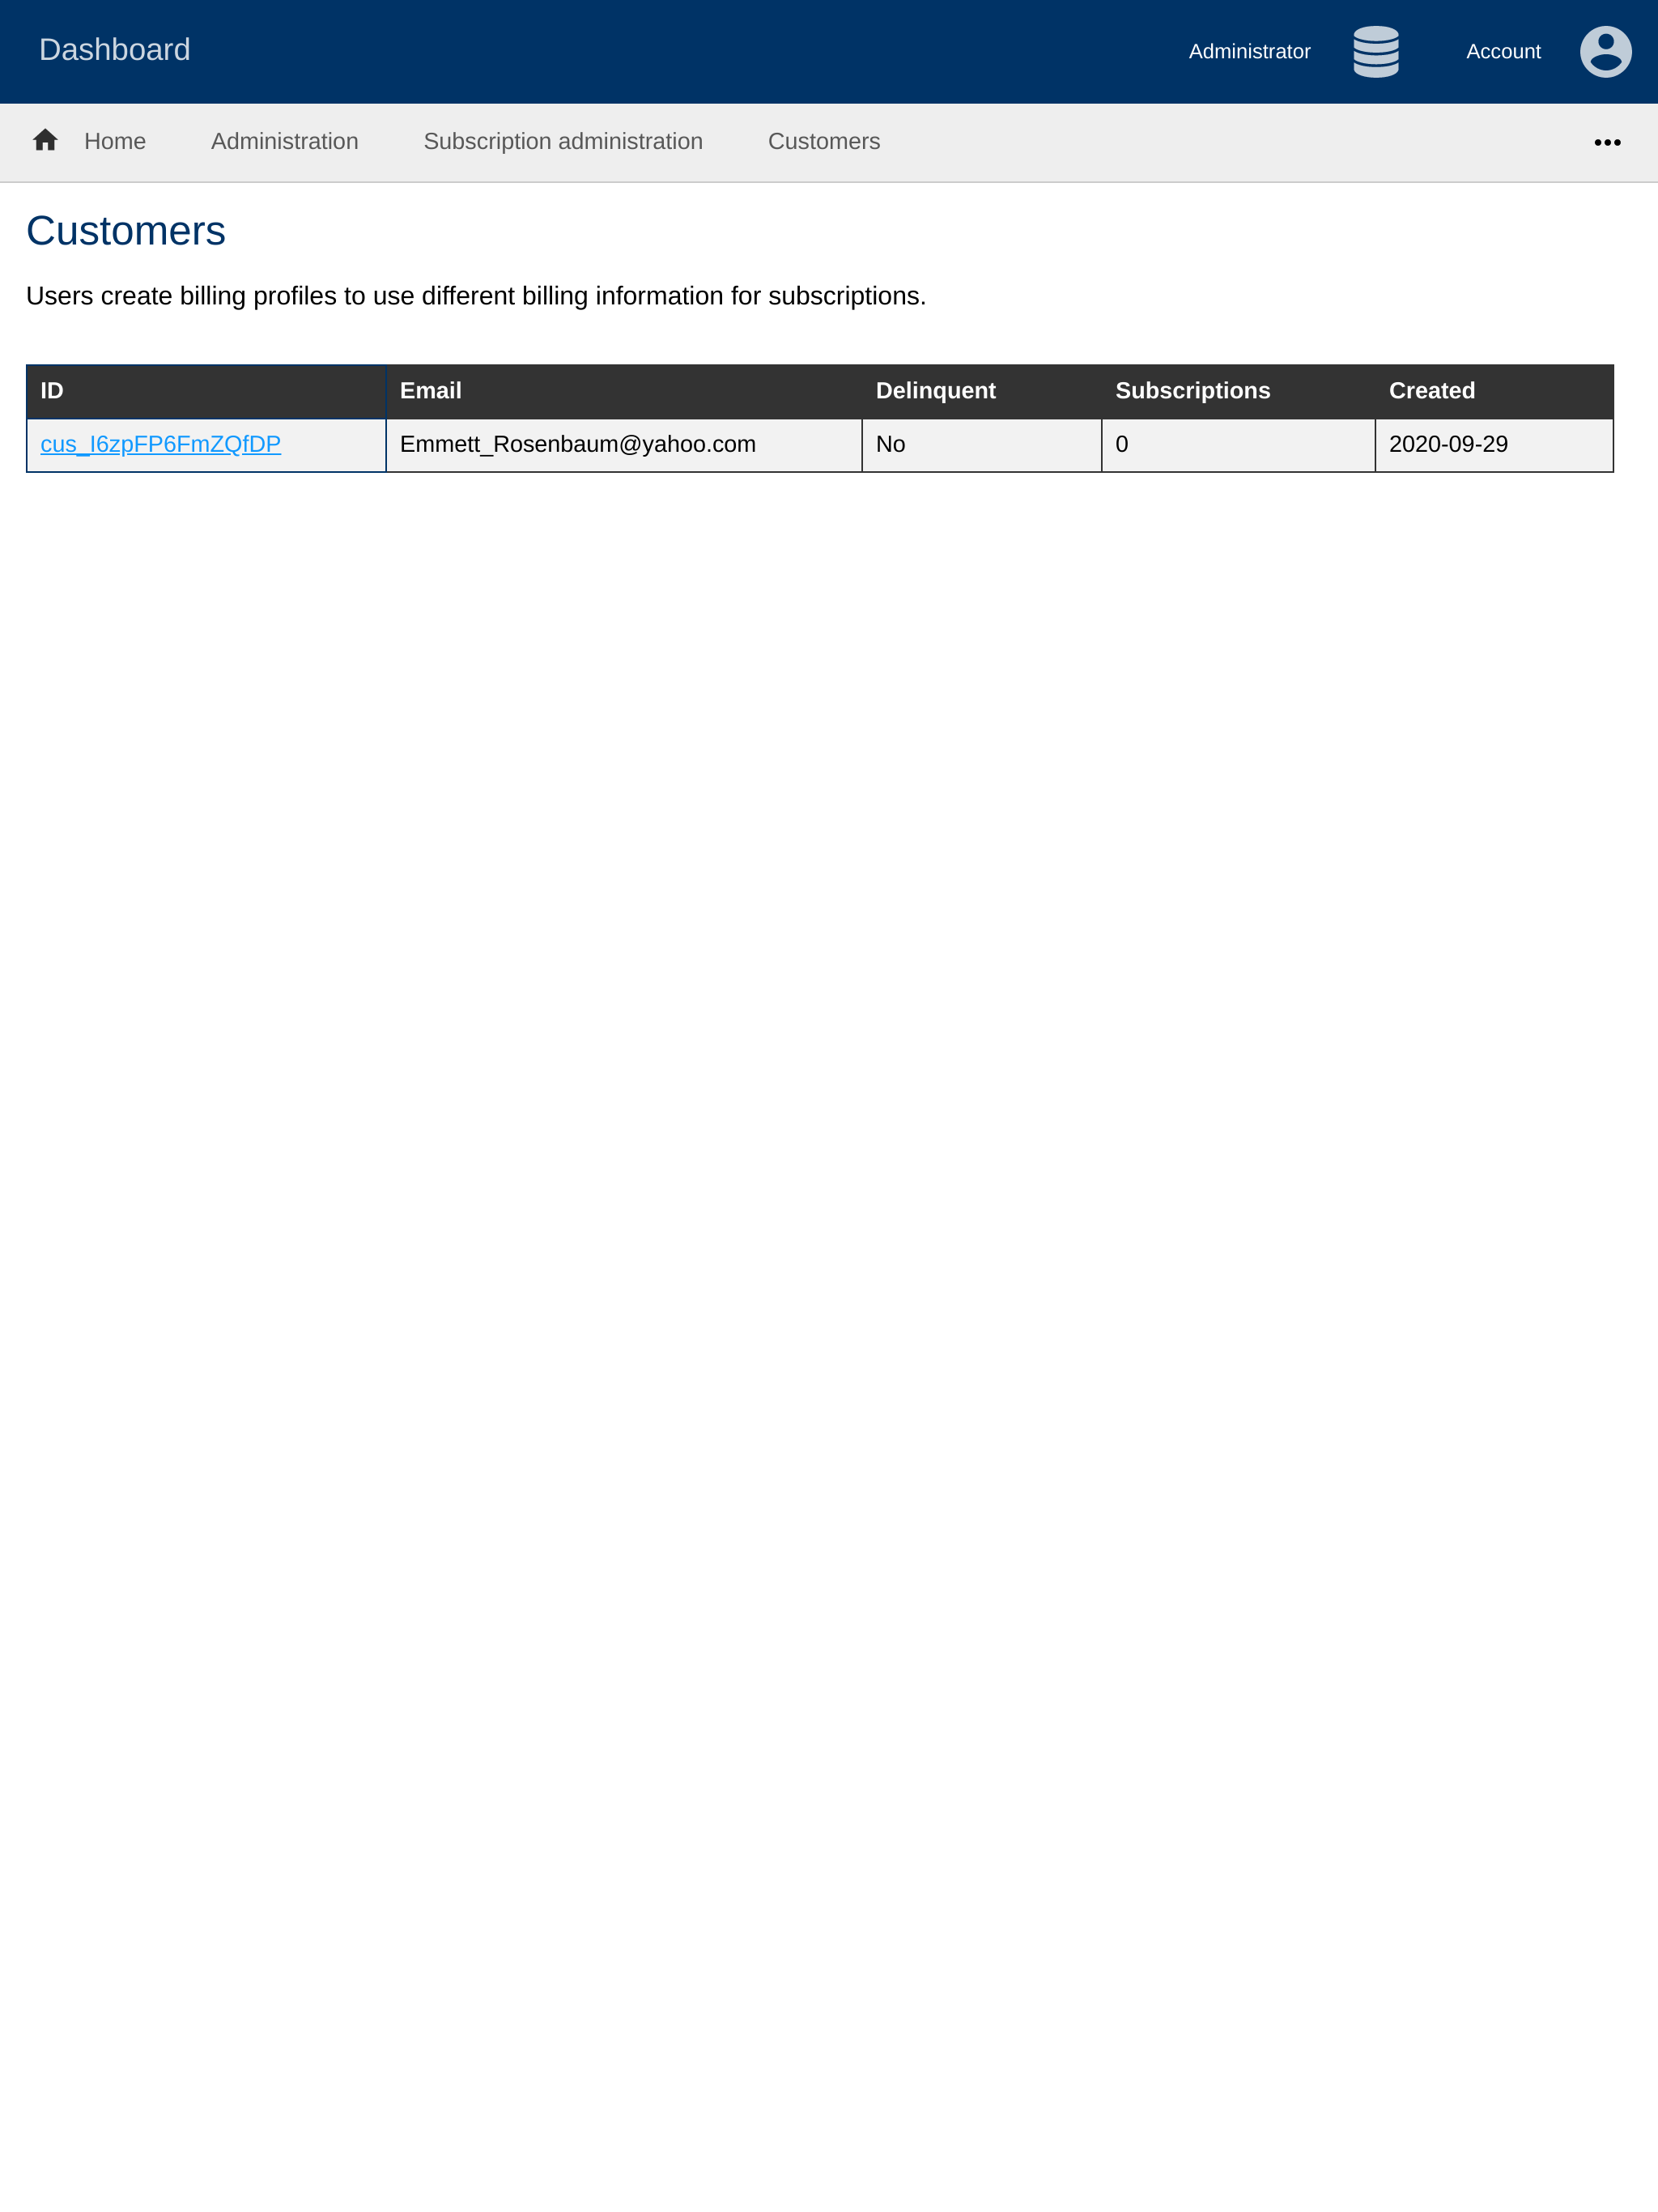 Dashboard
Administrator
Account
Home
Administration
Subscription administration
Customers
Customers
Users create billing profiles to use different billing information for subscriptions.
ID Email Delinquent Subscriptions Created
cus_I6zpFP6FmZQfDP Emmett_Rosenbaum@yahoo.com No 0 2020-09-29